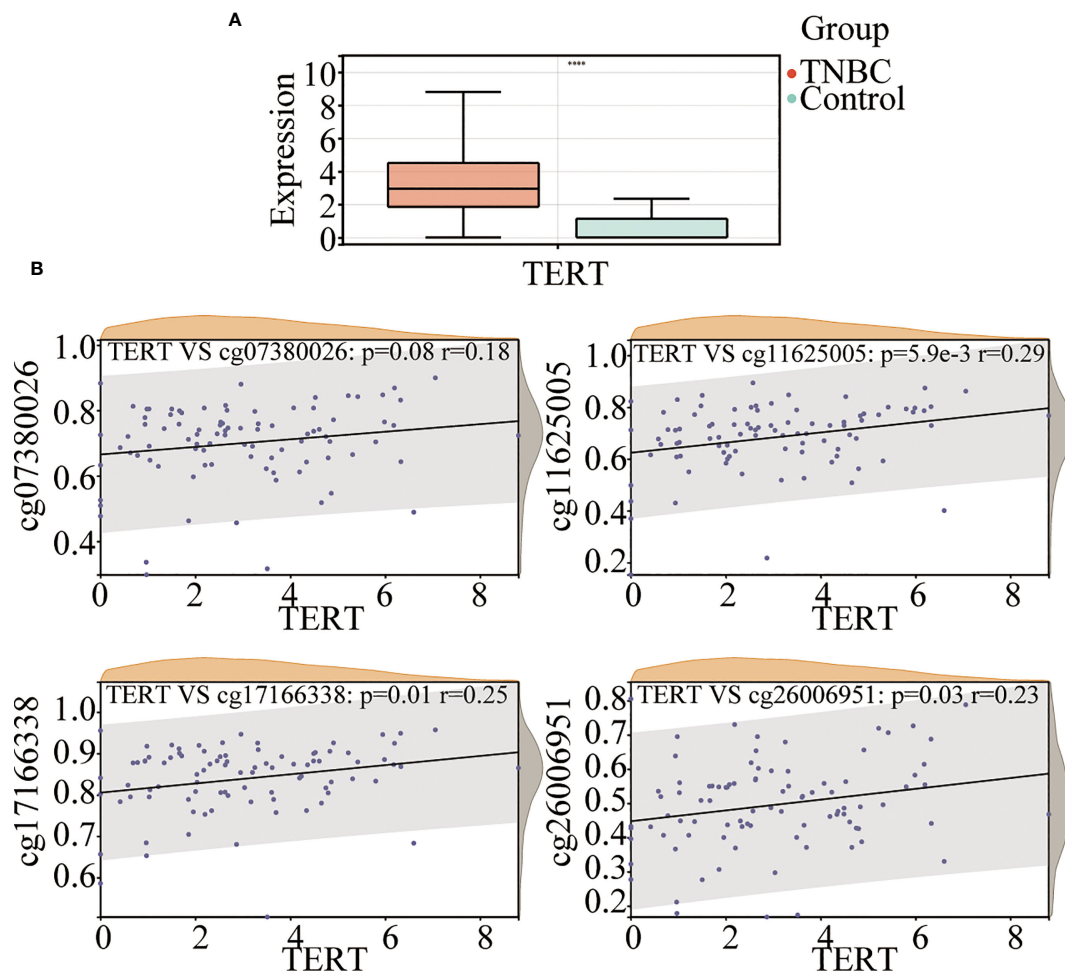 A
Group
TNBC
Control
****
Expression
10
8
6
4
2
0
TERT
B
TERT VS cg07380026: p=0.08 r=0.18
cg07380026
1.0
0.8
0.6
0.4
0 2 4 6 8
TERT
TERT VS cg11625005: p=5.9e-3 r=0.29
cg11625005
1.0
0.8
0.6
0.4
0.2
0 2 4 6 8
TERT
TERT VS cg17166338: p=0.01 r=0.25
cg17166338
1.0
0.9
0.8
0.7
0.6
0 2 4 6 8
TERT
TERT VS cg26006951: p=0.03 r=0.23
cg26006951
0.8
0.7
0.6
0.5
0.4
0.3
0.2
0 2 4 6 8
TERT